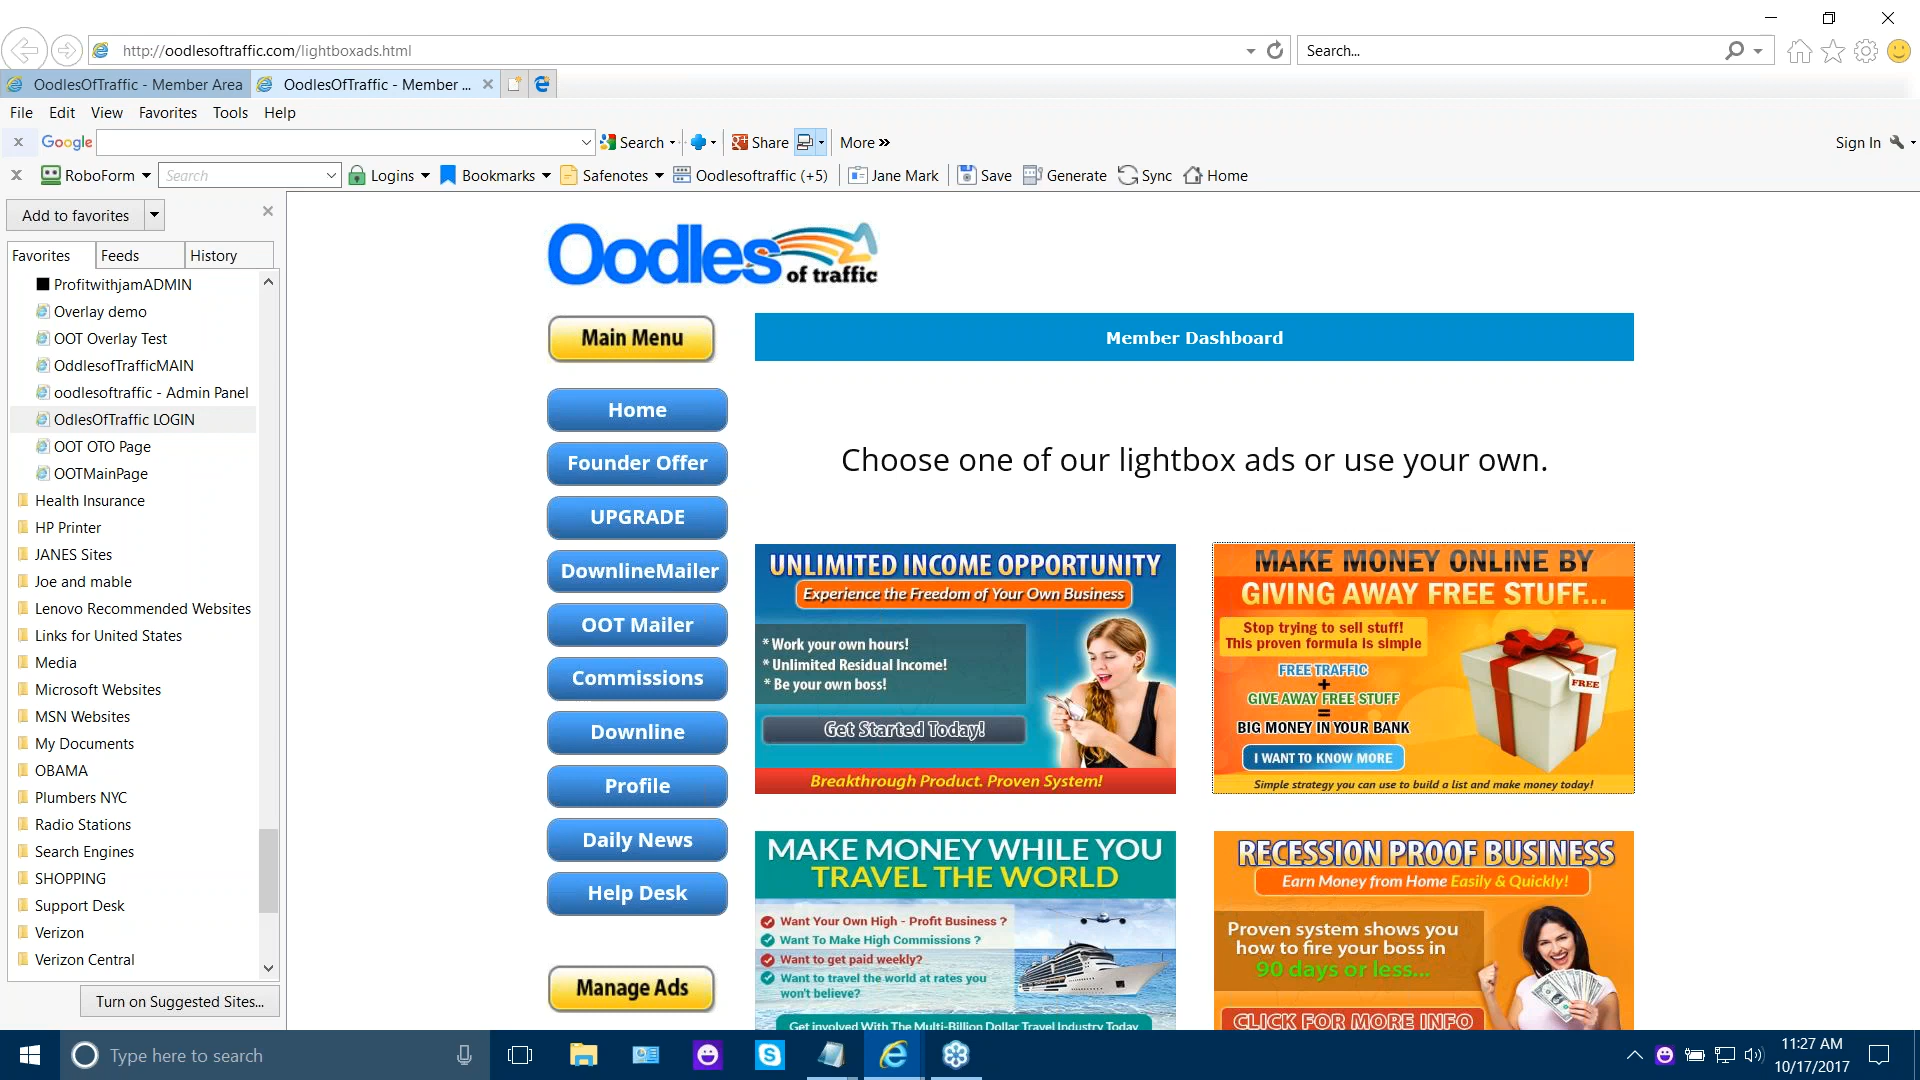 http://oodlesoftraffic.com/lightboxads.html
Search...
OodlesOfTraffic - Member Area
OodlesOfTraffic - Member ...
File Edit View Favorites Tools Help
x Google Search Share More »
Sign In
x RoboForm Search Logins Bookmarks Safenotes Oodlesoftraffic (+5) Jane Mark Save Generate Sync Home
Add to favorites
Favorites Feeds History
ProfitwithjamADMIN
Overlay demo
OOT Overlay Test
OddlesofTrafficMAIN
oodlesoftraffic - Admin Panel
OdlesOfTraffic LOGIN
OOT OTO Page
OOTMainPage
Health Insurance
HP Printer
JANES Sites
Joe and mable
Lenovo Recommended Websites
Links for United States
Media
Microsoft Websites
MSN Websites
My Documents
OBAMA
Plumbers NYC
Radio Stations
Search Engines
SHOPPING
Support Desk
Verizon
Verizon Central
Turn on Suggested Sites...
Oodles
of traffic
Main Menu
Home
Founder Offer
UPGRADE
DownlineMailer
OOT Mailer
Commissions
Downline
Profile
Daily News
Help Desk
Manage Ads
Member Dashboard
Choose one of our lightbox ads or use your own.
UNLIMITED INCOME OPPORTUNITY
Experience the Freedom of Your Own Business
* Work your own hours!
* Unlimited Residual Income!
* Be your own boss!
Get Started Today!
Breakthrough Product. Proven System!
MAKE MONEY ONLINE BY
GIVING AWAY FREE STUFF...
Stop trying to sell stuff!
This proven formula is simple
FREE TRAFFIC
+
GIVE AWAY FREE STUFF
=
BIG MONEY IN YOUR BANK
I WANT TO KNOW MORE
FREE
Simple strategy you can use to build a list and make money today!
MAKE MONEY WHILE YOU
TRAVEL THE WORLD
Want Your Own High - Profit Business ?
Want To Make High Commissions ?
Want to get paid weekly?
Want to travel the world at rates you
won't believe?
Get involved With The Multi-Billion Dollar Travel Industry Today
RECESSION PROOF BUSINESS
Earn Money from Home Easily & Quickly!
Proven system shows you
how to fire your boss in
90 days or less...
CLICK FOR MORE INFO
Type here to search
11:27 AM
10/17/2017